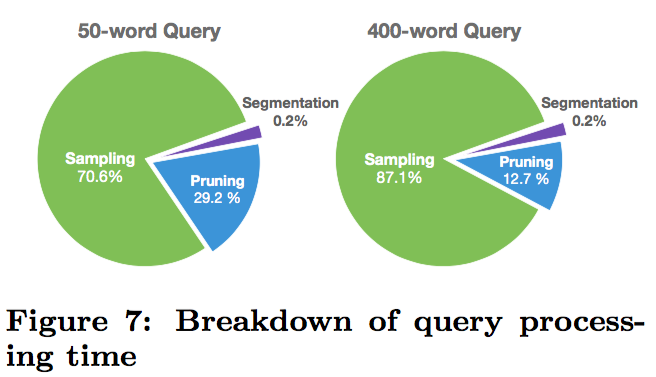 50-word Query
400-word Query
Segmentation
0.2%
Sampling
70.6%
Pruning
29.2 %
Segmentation
0.2%
Sampling
87.1%
Pruning
12.7 %
Figure 7: Breakdown of query process-
ing time